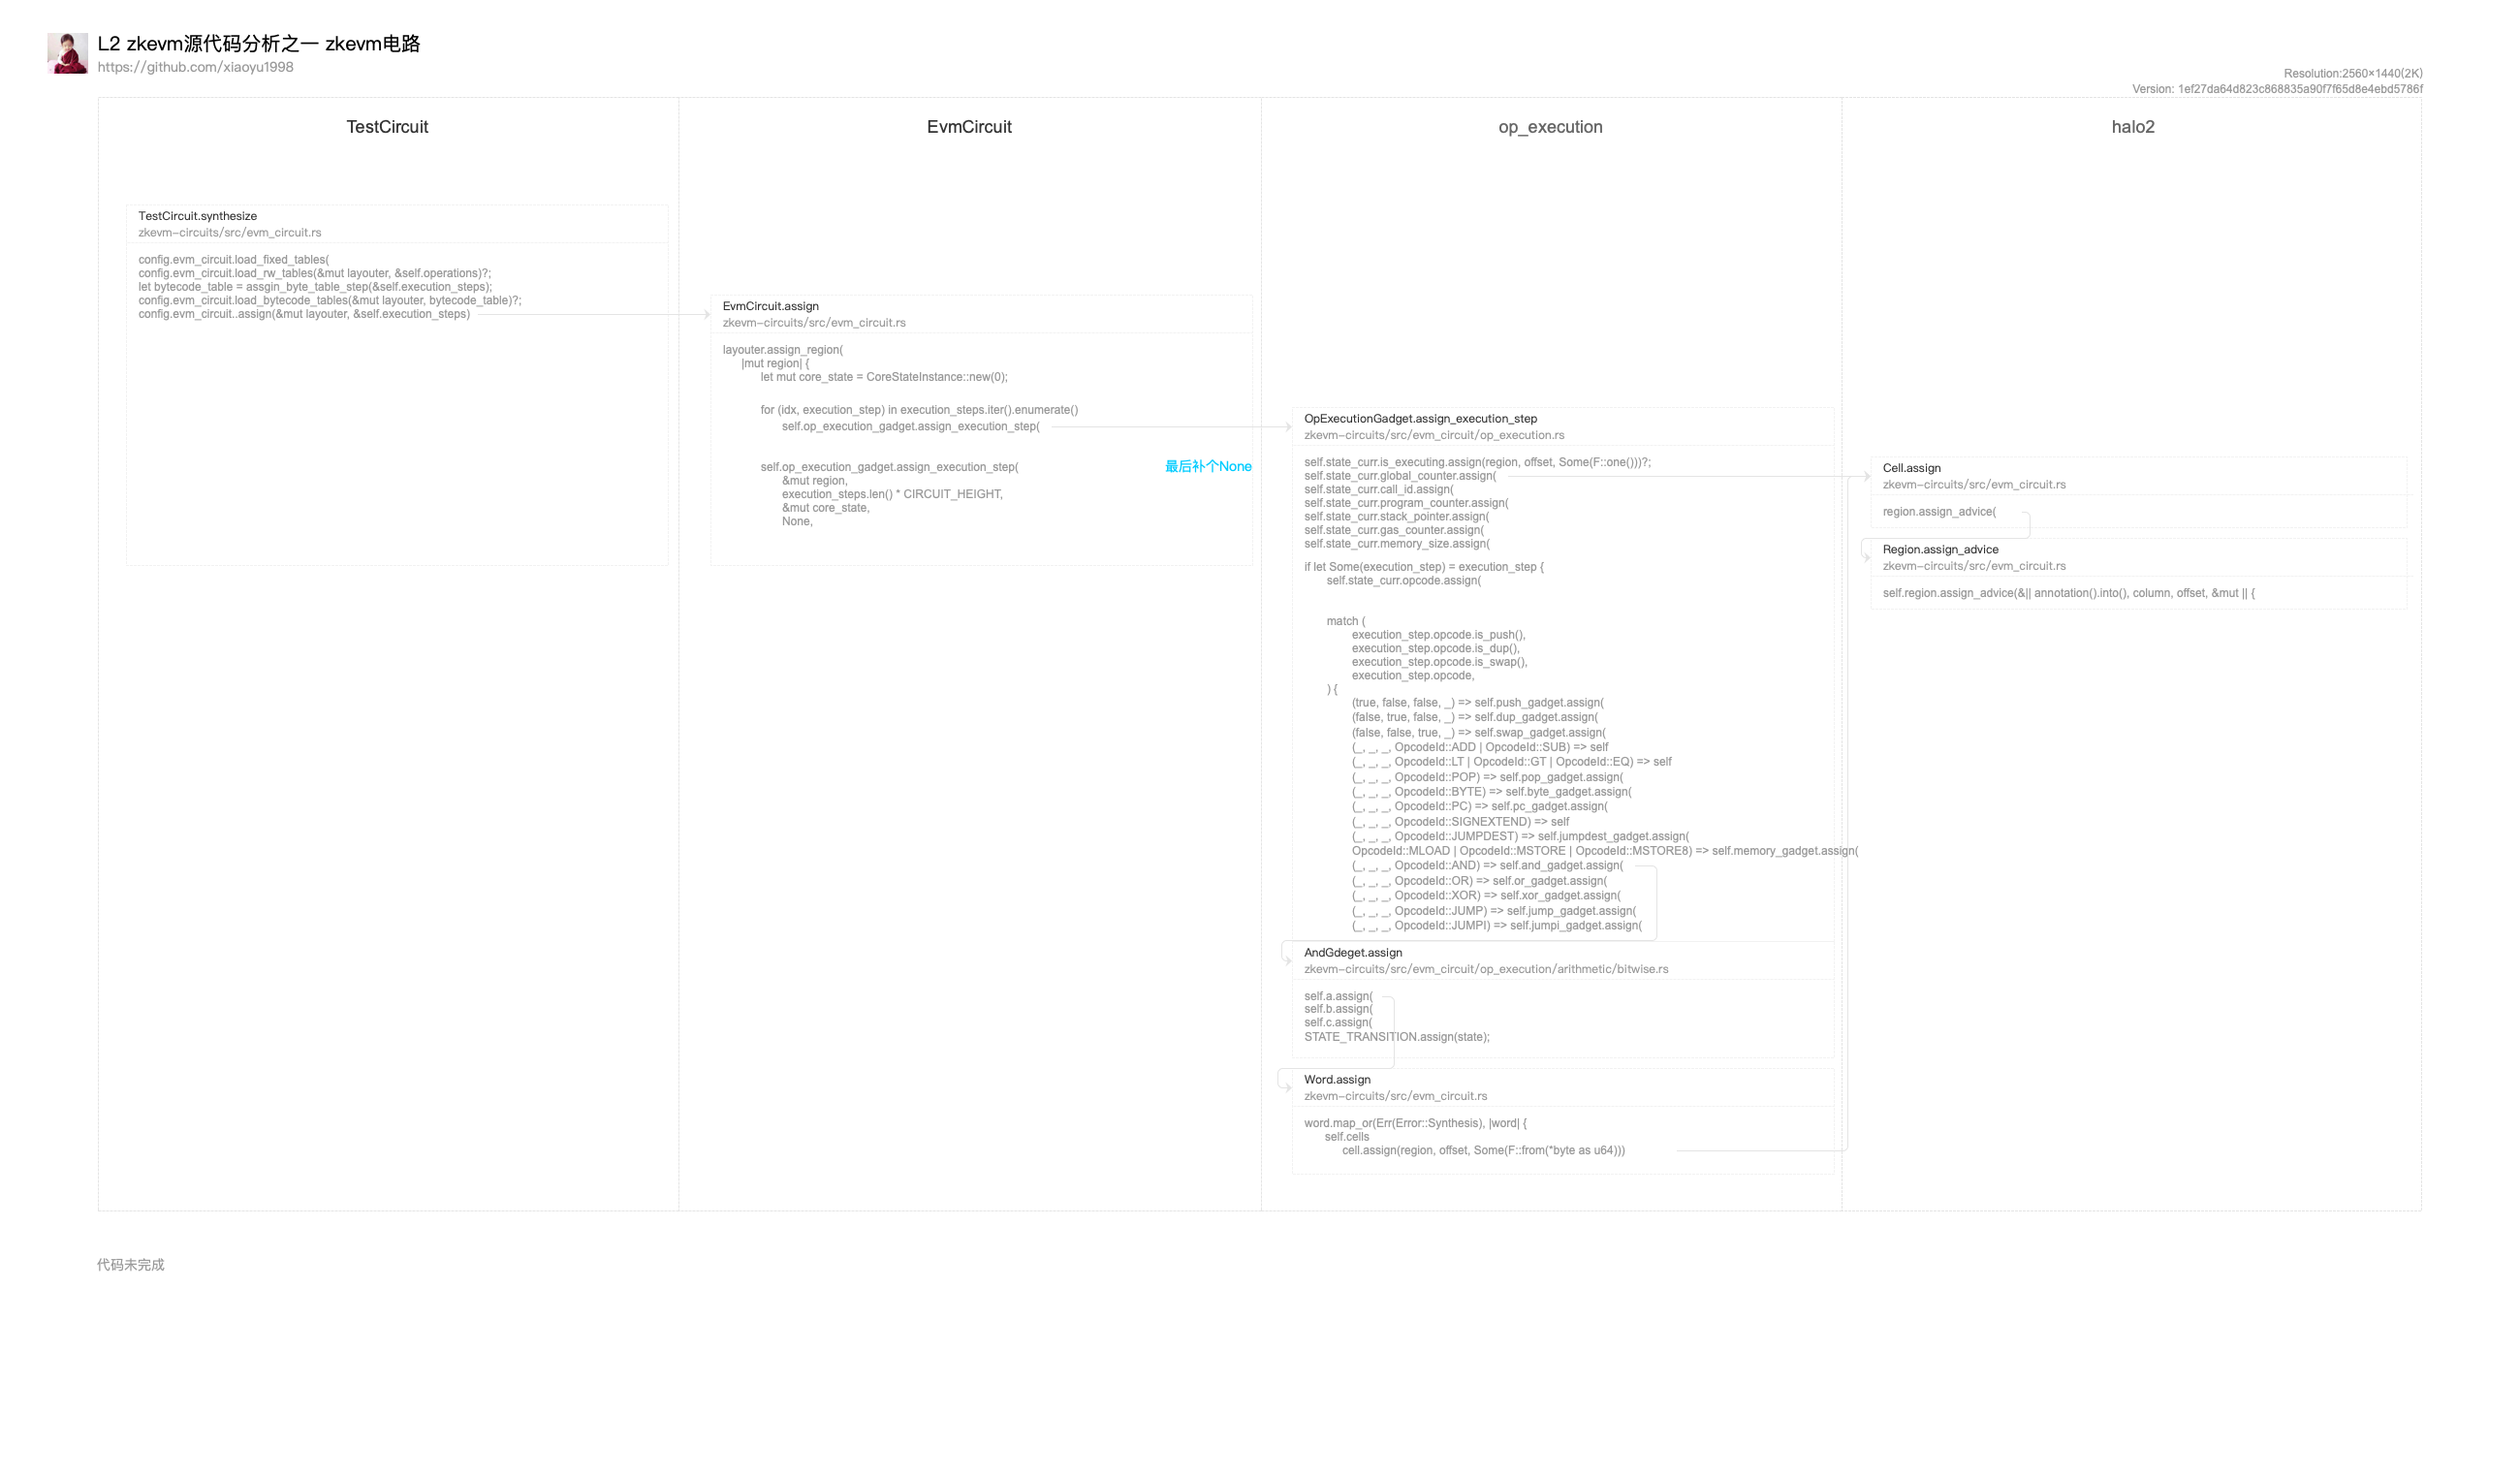 L2 zkevm源代码分析之一 zkevm电路
https://github.com/xiaoyu1998
Resolution:2560×1440(2K)
Version: 1ef27da64d823c868835a90f7f65d8e4ebd5786f
TestCircuit
EvmCircuit
op_execution
halo2
TestCircuit.synthesize
zkevm-circuits/src/evm_circuit.rs
config.evm_circuit.load_fixed_tables(
config.evm_circuit.load_rw_tables(&mut layouter, &self.operations)?;
let bytecode_table = assgin_byte_table_step(&self.execution_steps);
config.evm_circuit.load_bytecode_tables(&mut layouter, bytecode_table)?;
config.evm_circuit..assign(&mut layouter, &self.execution_steps)
EvmCircuit.assign
zkevm-circuits/src/evm_circuit.rs
layouter.assign_region(
|mut region| {
let mut core_state = CoreStateInstance::new(0);
for (idx, execution_step) in execution_steps.iter().enumerate()
self.op_execution_gadget.assign_execution_step(
self.op_execution_gadget.assign_execution_step(
最后补个None
&mut region,
execution_steps.len() * CIRCUIT_HEIGHT,
&mut core_state,
None,
OpExecutionGadget.assign_execution_step
zkevm-circuits/src/evm_circuit/op_execution.rs
self.state_curr.is_executing.assign(region, offset, Some(F::one()))?;
self.state_curr.global_counter.assign(
self.state_curr.call_id.assign(
self.state_curr.program_counter.assign(
self.state_curr.stack_pointer.assign(
self.state_curr.gas_counter.assign(
self.state_curr.memory_size.assign(
if let Some(execution_step) = execution_step {
self.state_curr.opcode.assign(
match (
execution_step.opcode.is_push(),
execution_step.opcode.is_dup(),
execution_step.opcode.is_swap(),
execution_step.opcode,
) {
(true, false, false, _) => self.push_gadget.assign(
(false, true, false, _) => self.dup_gadget.assign(
(false, false, true, _) => self.swap_gadget.assign(
(_, _, _, OpcodeId::ADD | OpcodeId::SUB) => self
(_, _, _, OpcodeId::LT | OpcodeId::GT | OpcodeId::EQ) => self
(_, _, _, OpcodeId::POP) => self.pop_gadget.assign(
(_, _, _, OpcodeId::BYTE) => self.byte_gadget.assign(
(_, _, _, OpcodeId::PC) => self.pc_gadget.assign(
(_, _, _, OpcodeId::SIGNEXTEND) => self
(_, _, _, OpcodeId::JUMPDEST) => self.jumpdest_gadget.assign(
OpcodeId::MLOAD | OpcodeId::MSTORE | OpcodeId::MSTORE8) => self.memory_gadget.assign(
(_, _, _, OpcodeId::AND) => self.and_gadget.assign(
(_, _, _, OpcodeId::OR) => self.or_gadget.assign(
(_, _, _, OpcodeId::XOR) => self.xor_gadget.assign(
(_, _, _, OpcodeId::JUMP) => self.jump_gadget.assign(
(_, _, _, OpcodeId::JUMPI) => self.jumpi_gadget.assign(
AndGdeget.assign
zkevm-circuits/src/evm_circuit/op_execution/arithmetic/bitwise.rs
self.a.assign(
self.b.assign(
self.c.assign(
STATE_TRANSITION.assign(state);
Word.assign
zkevm-circuits/src/evm_circuit.rs
word.map_or(Err(Error::Synthesis), |word| {
self.cells
cell.assign(region, offset, Some(F::from(*byte as u64)))
Cell.assign
zkevm-circuits/src/evm_circuit.rs
region.assign_advice(
Region.assign_advice
zkevm-circuits/src/evm_circuit.rs
self.region.assign_advice(&|| annotation().into(), column, offset, &mut || {
代码未完成